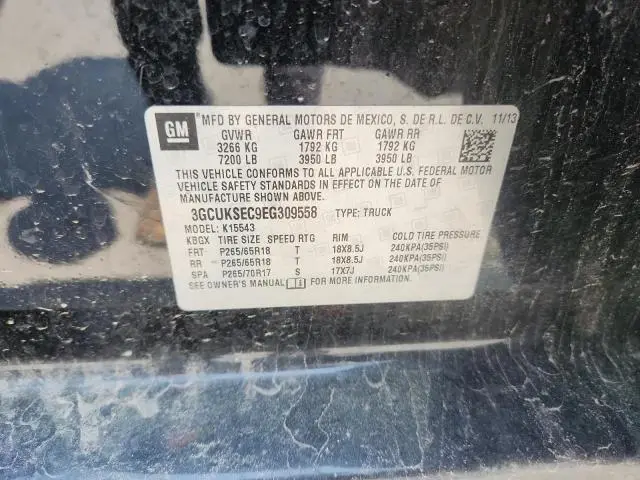 GM MFD BY GENERAL MOTORS DE MEXICO, S. DE R.L. DE C.V. 11/13
GVWR GAWR FRT GAWR RR
3266 KG 1792 KG 1792 KG
7200 LB 3950 LB 3950 LB
THIS VEHICLE CONFORMS TO ALL APPLICABLE U.S. FEDERAL MOTOR
VEHICLE SAFETY STANDARDS IN EFFECT ON THE DATE OF
MANUFACTURE SHOWN ABOVE.
3GCUKSEC9EG309558 TYPE: TRUCK
MODEL: K15543
KBGX TIRE SIZE SPEED RTG RIM COLD TIRE PRESSURE
FRT P265/65R18 T 18X8.5J 240KPA(35PSI)
RR P265/65R18 T 18X8.5J 240KPA(35PSI)
SPA P265/70R17 S 17X7J 240KPA(35PSI)
SEE OWNER'S MANUAL FOR MORE INFORMATION